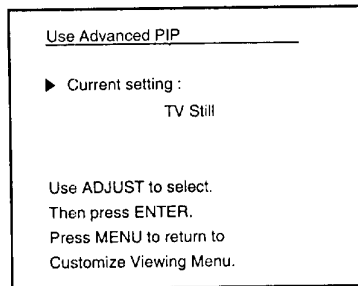 Use Advanced PIP
▶ Current setting :
TV Still
Use ADJUST to select.
Then press ENTER.
Press MENU to return to
Customize Viewing Menu.